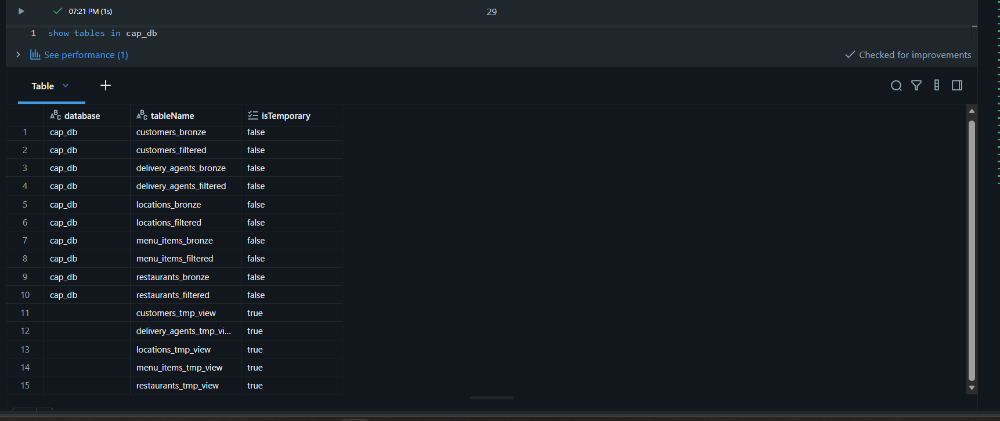 07:21 PM (1s)
29
1 show tables in cap_db
See performance (1)
Checked for improvements
Table
database tableName isTemporary
1 cap_db customers_bronze false
2 cap_db customers_filtered false
3 cap_db delivery_agents_bronze false
4 cap_db delivery_agents_filtered false
5 cap_db locations_bronze false
6 cap_db locations_filtered false
7 cap_db menu_items_bronze false
8 cap_db menu_items_filtered false
9 cap_db restaurants_bronze false
10 cap_db restaurants_filtered false
11 customers_tmp_view true
12 delivery_agents_tmp_vi... true
13 locations_tmp_view true
14 menu_items_tmp_view true
15 restaurants_tmp_view true